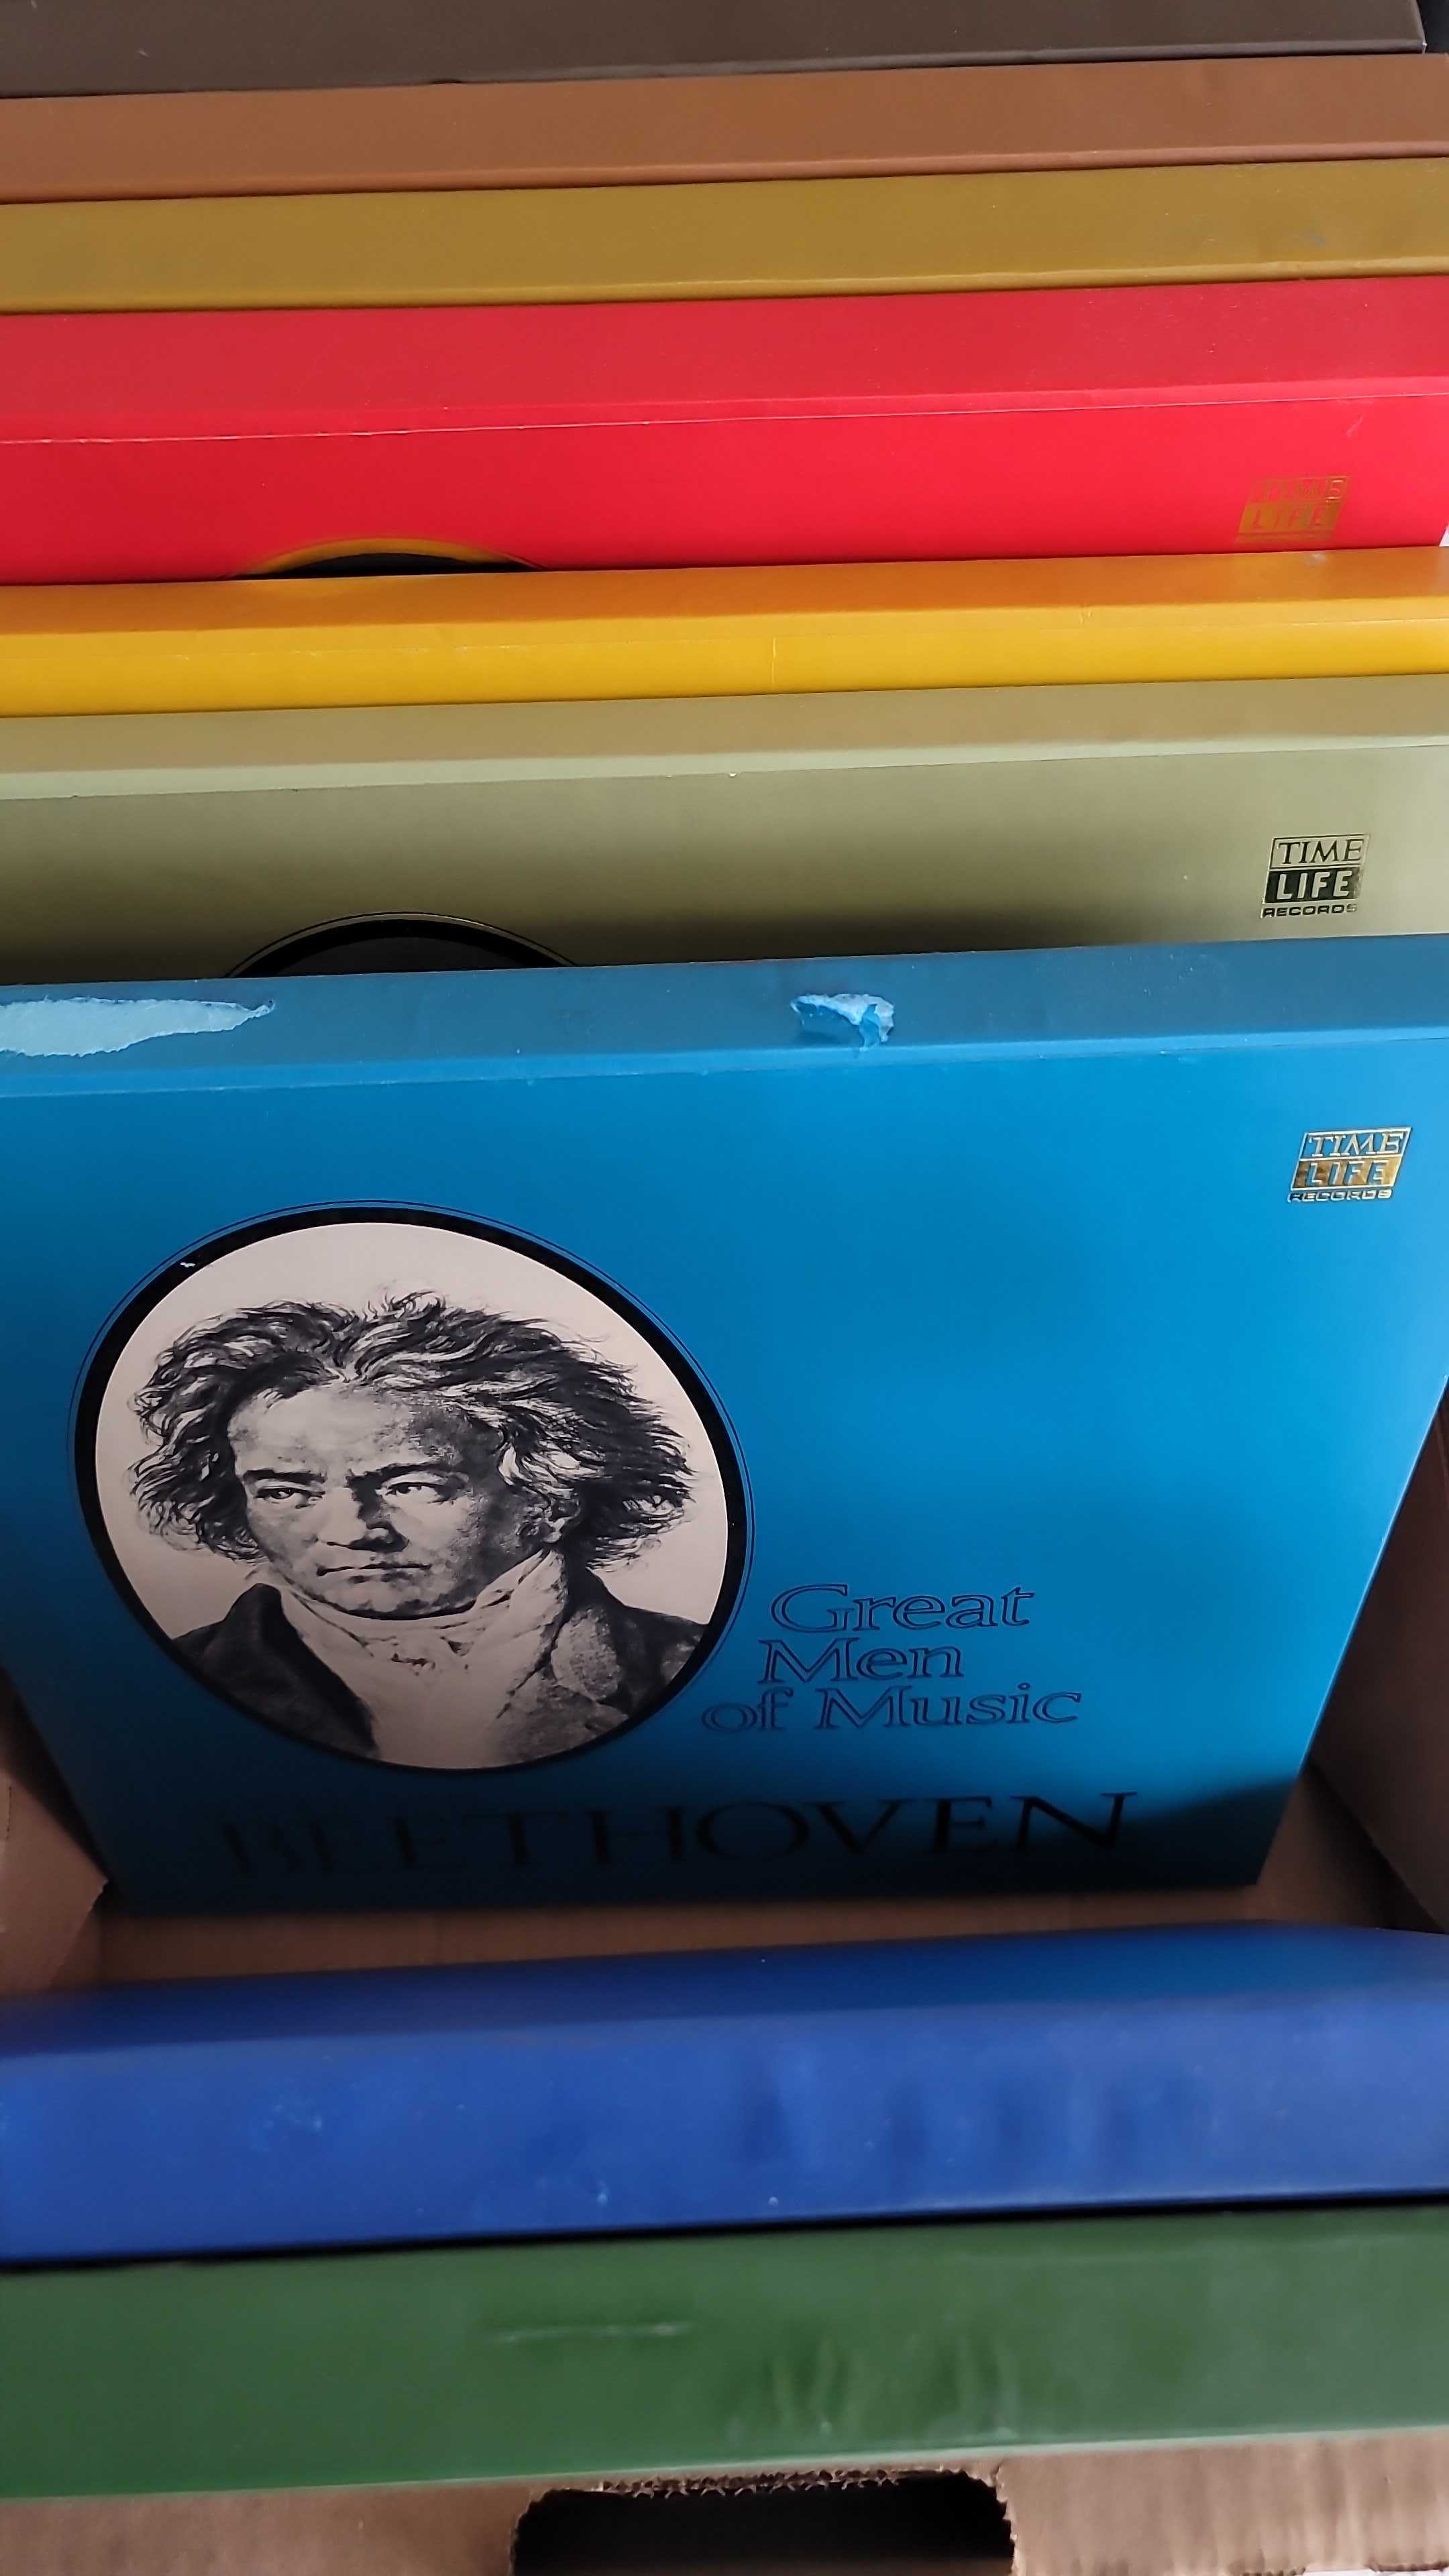 TIME
LIFE
TIME
LIFE
RECORDS
TIME
LIFE
RECORDS
Great
Men
of Music
BEETHOVEN